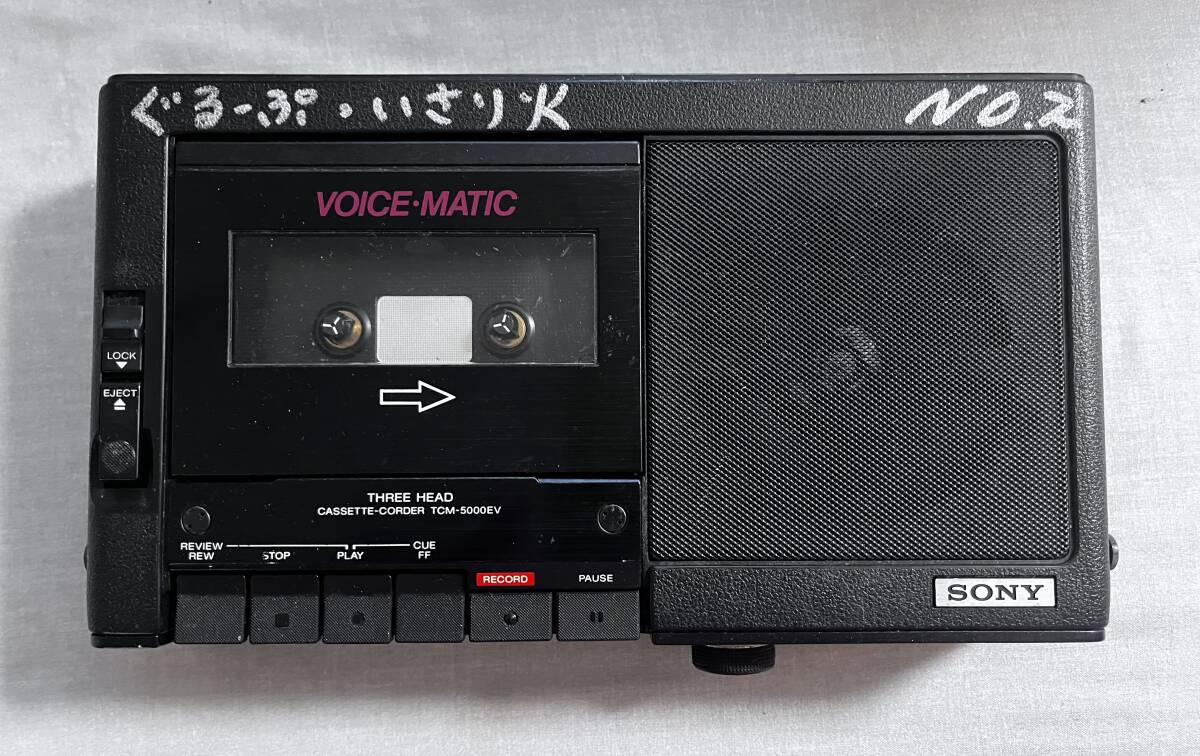 ぐるーぷ・いさり火 NO.2
VOICE·MATIC
LOCK
EJECT
THREE HEAD
CASSETTE-CORDER TCM-5000EV
REVIEW CUE
REW STOP PLAY FF RECORD PAUSE
SONY